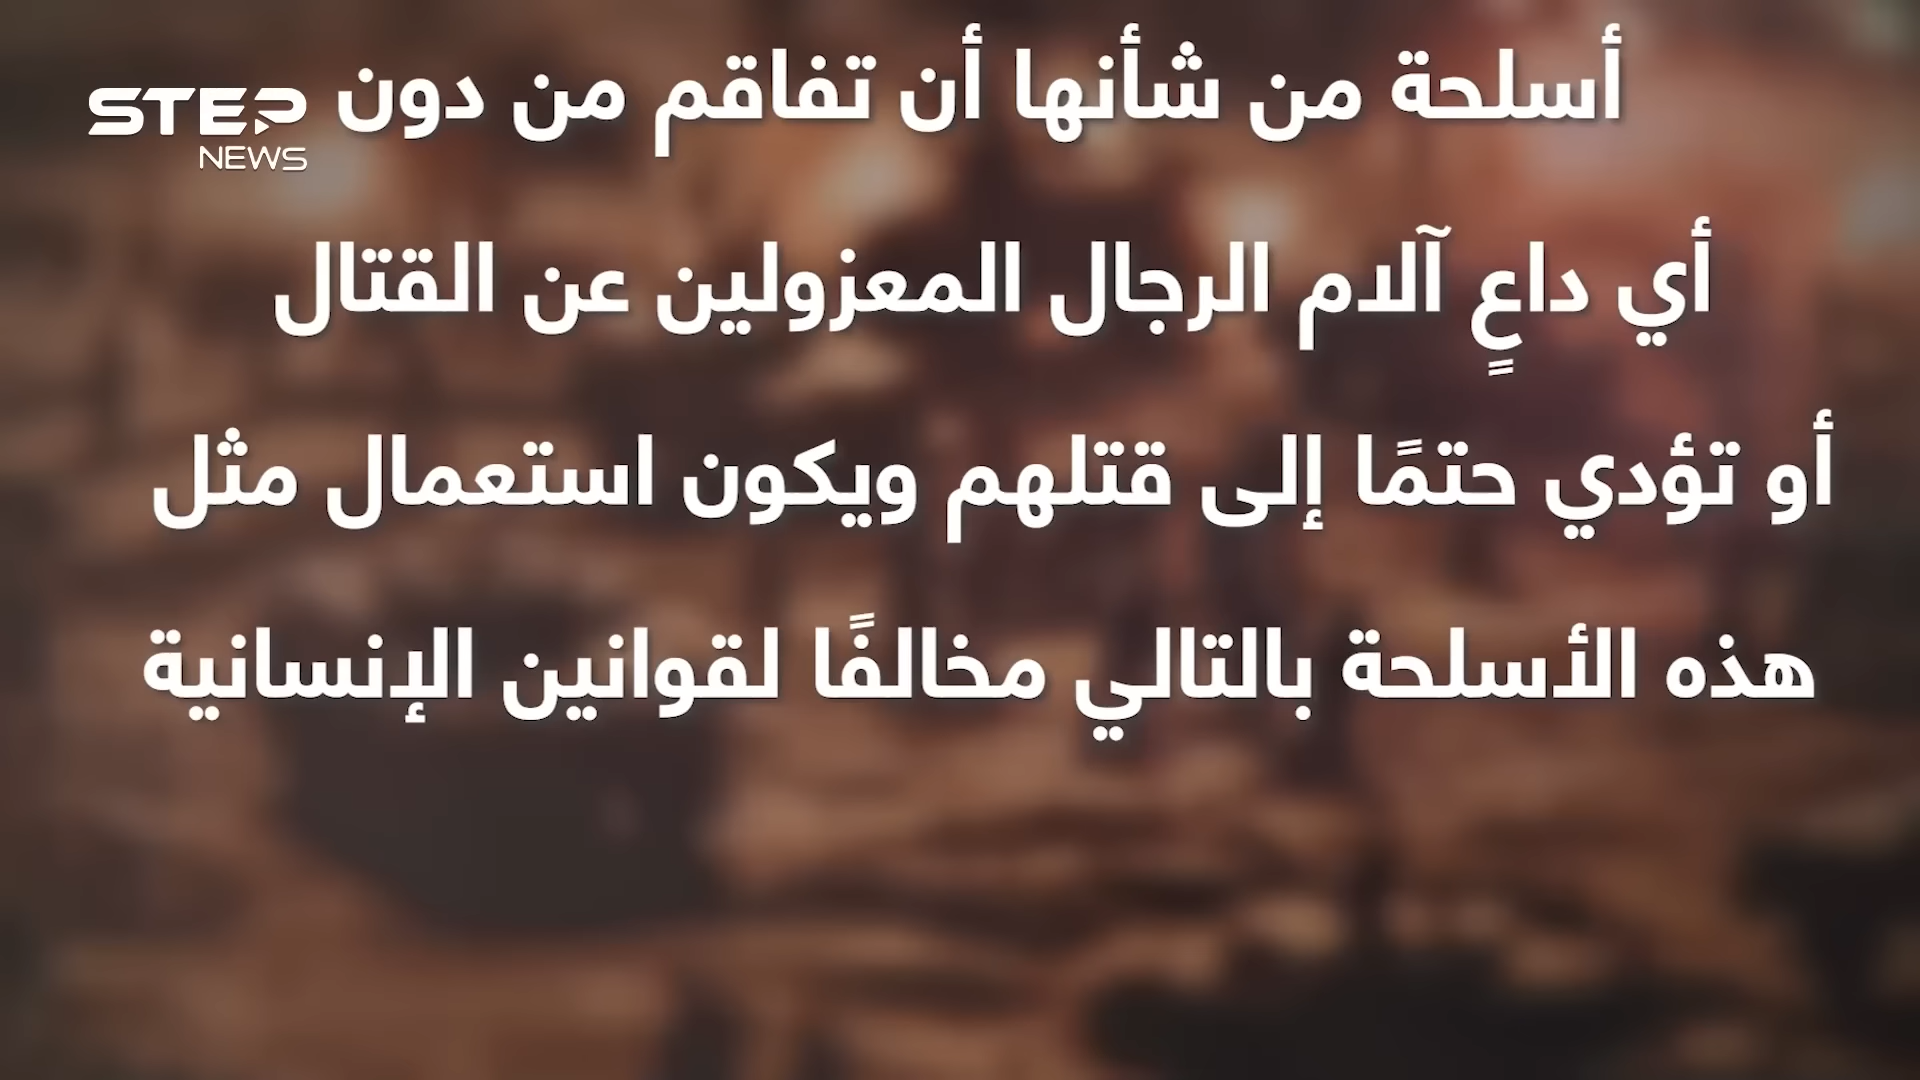 أسلحة من شأنها أن تفاقم من دون
STEP
NEWS
أي داعٍ آلام الرجال المعزولين عن القتال
أو تؤدي حتمًا إلى قتلهم ويكون استعمال مثل
هذه الأسلحة بالتالي مخالفًا لقوانين الإنسانية